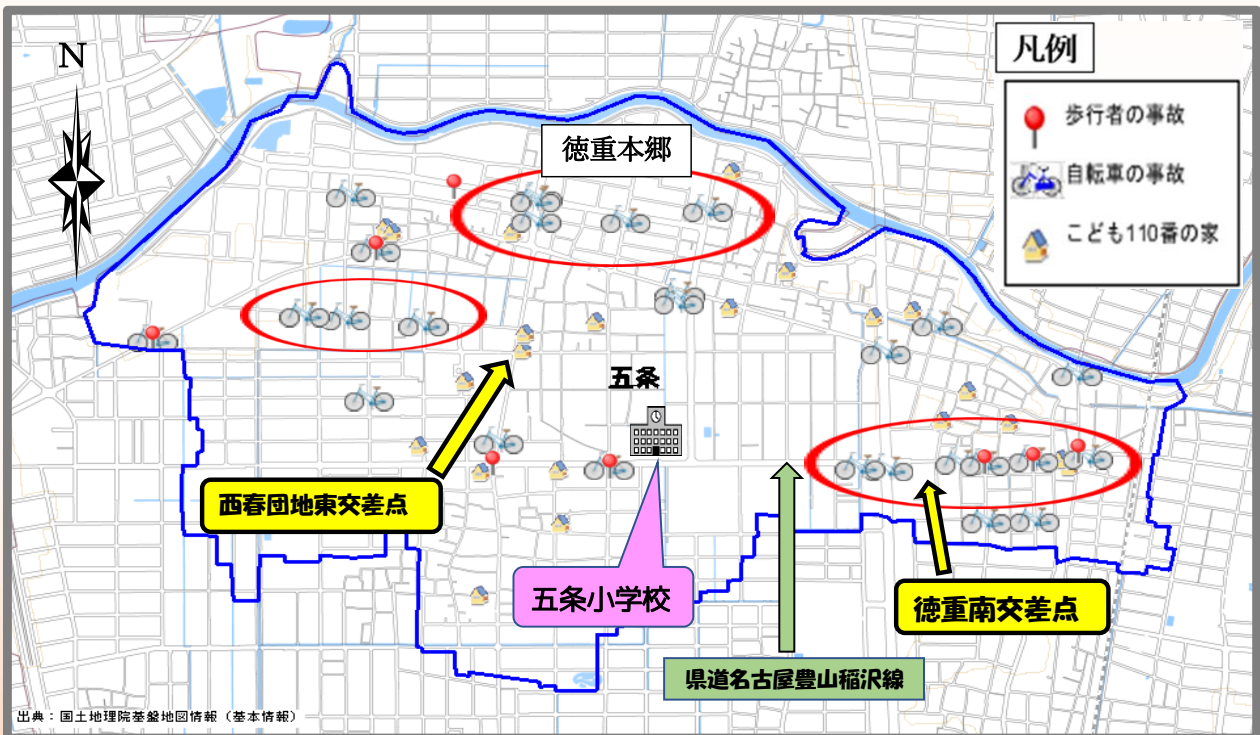 N
凡例
歩行者の事故
自転車の事故
こども110番の家
徳重本郷
五条
西春団地東交差点
五条小学校
徳重南交差点
県道名古屋豊山稲沢線
出典：国土地理院基盤地図情報（基本情報）